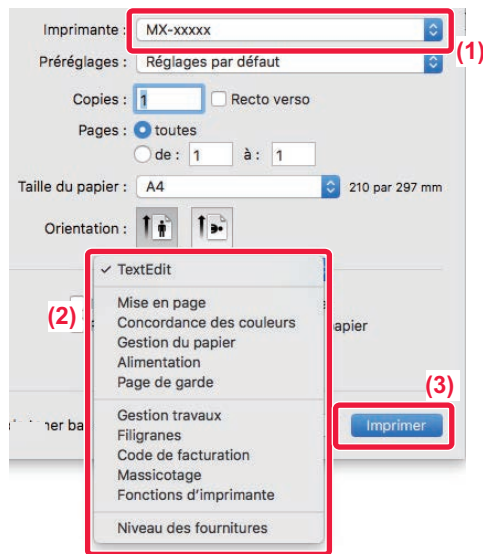 Imprimante : MX-xxxxx
(1)
Préréglages : Réglages par défaut
Copies : 1 Recto verso
Pages : toutes
de : 1 à : 1
Taille du papier : A4 210 par 297 mm
Orientation :
✓ TextEdit
Mise en page
(2) Concordance des couleurs
apier
Gestion du papier
Alimentation
Page de garde
(3)
Gestion travaux
Imprimer
Filigranes
Code de facturation
Massicotage
Fonctions d'imprimante
Niveau des fournitures